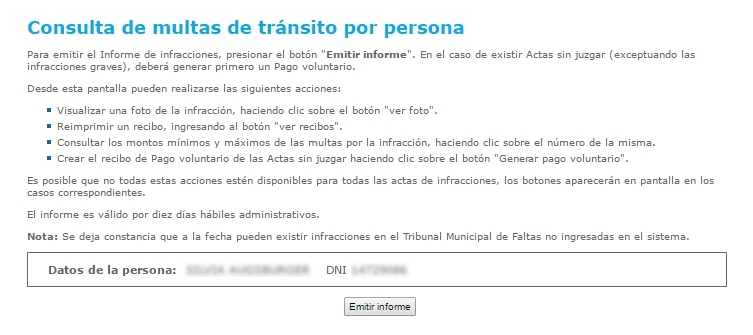 Consulta de multas de tránsito por persona
Para emitir el Informe de infracciones, presionar el botón "Emitir informe". En el caso de existir Actas sin juzgar (exceptuando las
infracciones graves), deberá generar primero un Pago voluntario.
Desde esta pantalla pueden realizarse las siguientes acciones:
Visualizar una foto de la infracción, haciendo clic sobre el botón "ver foto".
Reimprimir un recibo, ingresando al botón "ver recibos".
Consultar los montos mínimos y máximos de las multas por la infracción, haciendo clic sobre el número de la misma.
Crear el recibo de Pago voluntario de las Actas sin juzgar haciendo clic sobre el botón "Generar pago voluntario".
Es posible que no todas estas acciones estén disponibles para todas las actas de infracciones, los botones aparecerán en pantalla en los
casos correspondientes.
El informe es válido por diez días hábiles administrativos.
Nota: Se deja constancia que a la fecha pueden existir infracciones en el Tribunal Municipal de Faltas no ingresadas en el sistema.
Datos de la persona: DNI
Emitir informe